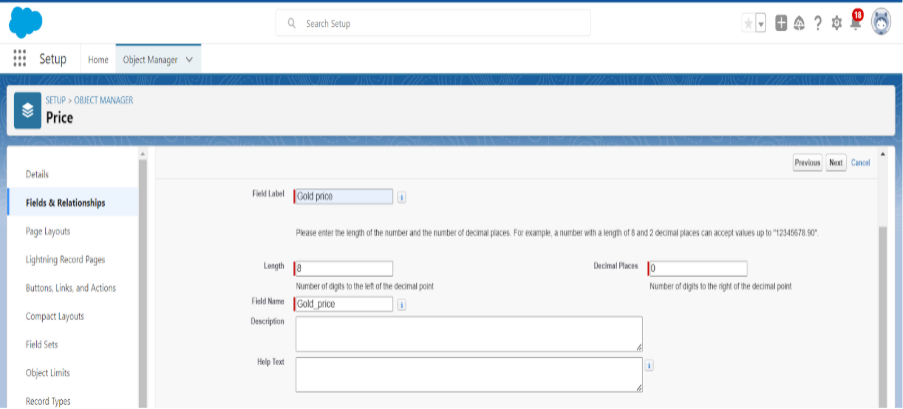 Search Setup
18
Setup
Home
Object Manager
SETUP > OBJECT MANAGER
Price
Previous
Next
Cancel
Details
Fields & Relationships
Page Layouts
Lightning Record Pages
Buttons, Links, and Actions
Compact Layouts
Field Sets
Object Limits
Record Types
Field Label
Gold price
i
Please enter the length of the number and the number of decimal places. For example, a number with a length of 8 and 2 decimal places can accept values up to "12345678.90".
Length
8
Decimal Places
0
Number of digits to the left of the decimal point
Number of digits to the right of the decimal point
Field Name
Gold_price
i
Description
Help Text
i